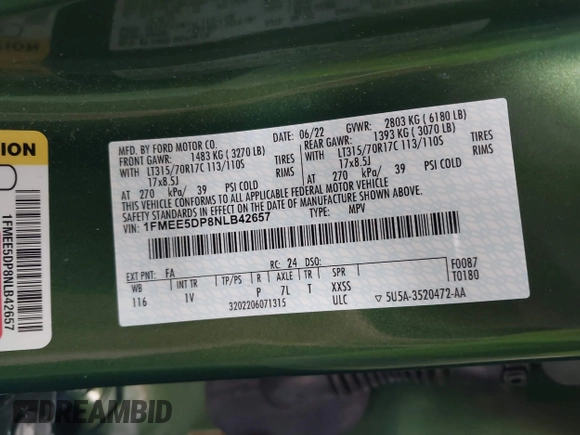 MFD. BY FORD MOTOR CO.
06/22
GVWR: 2803 KG ( 6180 LB)
FRONT GAWR: 1483 KG ( 3270 LB)
REAR GAWR: 1393 KG ( 3070 LB)
WITH LT315/70R17C 113/110S TIRES
WITH LT315/70R17C 113/110S TIRES
17x8.5J
17x8.5J
AT 270 kPa/ 39 PSI COLD
AT 270 kPa/ 39 PSI COLD
THIS VEHICLE CONFORMS TO ALL APPLICABLE FEDERAL MOTOR VEHICLE
SAFETY STANDARDS IN EFFECT ON THE DATE OF MANUFACTURE SHOWN ABOVE.
VIN: 1FMEE5DP8NLB42657
TYPE: MPV
EXT PNT: FA
RC: 24 DSO:
F0087
WB INT TR TP/PS R AXLE TR SPR
T0180
116 1V P 7L T XXSS
3202206071315
ULC
5U5A-3520472-AA
ION
1FMEE5DP8NLB42657
DREAMBID